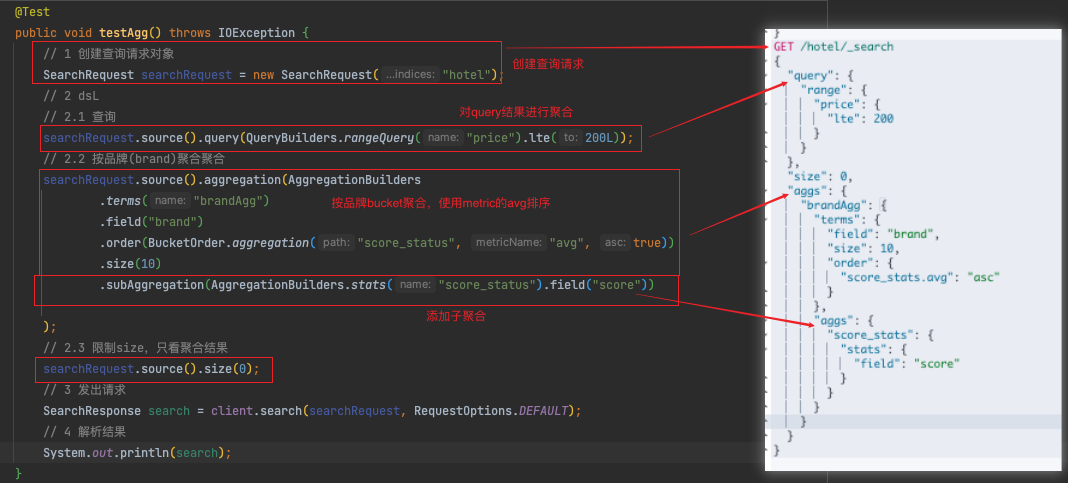 @Test
public void testAgg() throws IOException {
// 1 创建查询请求对象
SearchRequest searchRequest = new SearchRequest( ...indices: "hotel");
创建查询请求
// 2 dsL
// 2.1 查询
对query结果进行聚合
searchRequest.source().query(QueryBuilders.rangeQuery( name: "price").lte( to: 200L));
// 2.2 按品牌(brand)聚合聚合
searchRequest.source().aggregation(AggregationBuilders
.terms( name: "brandAgg")
按品牌bucket聚合，使用metric的avg排序
.field("brand")
.order(BucketOrder.aggregation( path: "score_status", metricName: "avg", asc: true))
.size(10)
.subAggregation(AggregationBuilders.stats( name: "score_status").field("score"))
添加子聚合
);
// 2.3 限制size，只看聚合结果
searchRequest.source().size(0);
// 3 发出请求
SearchResponse search = client.search(searchRequest, RequestOptions.DEFAULT);
// 4 解析结果
System.out.println(search);
}
}
GET /hotel/_search
{
"query": {
"range": {
"price": {
"lte": 200
}
}
},
"size": 0,
"aggs": {
"brandAgg": {
"terms": {
"field": "brand",
"size": 10,
"order": {
"score_stats.avg": "asc"
}
},
"aggs": {
"score_stats": {
"stats": {
"field": "score"
}
}
}
}
}
}